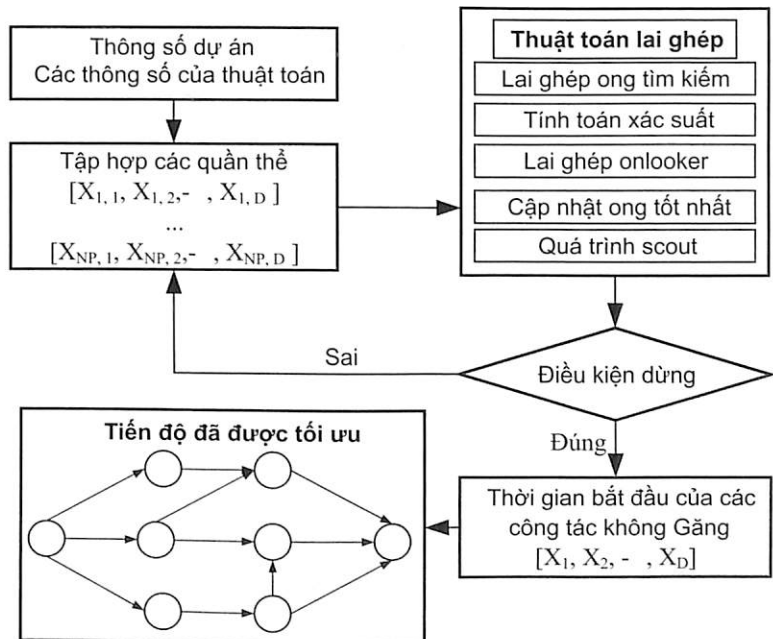 Thông số dự án
Các thông số của thuật toán
Tập hợp các quần thể
[X1, 1, X1, 2,- , X1, D ]
...
[XNP, 1, XNP, 2,- , XNP, D ]
Thuật toán lai ghép
Lai ghép ong tìm kiếm
Tính toán xác suất
Lai ghép onlooker
Cập nhật ong tốt nhất
Quá trình scout
Sai
Điều kiện dừng
Đúng
Thời gian bắt đầu của các
công tác không Găng
[X1, X2, - , XD]
Tiến độ đã được tối ưu